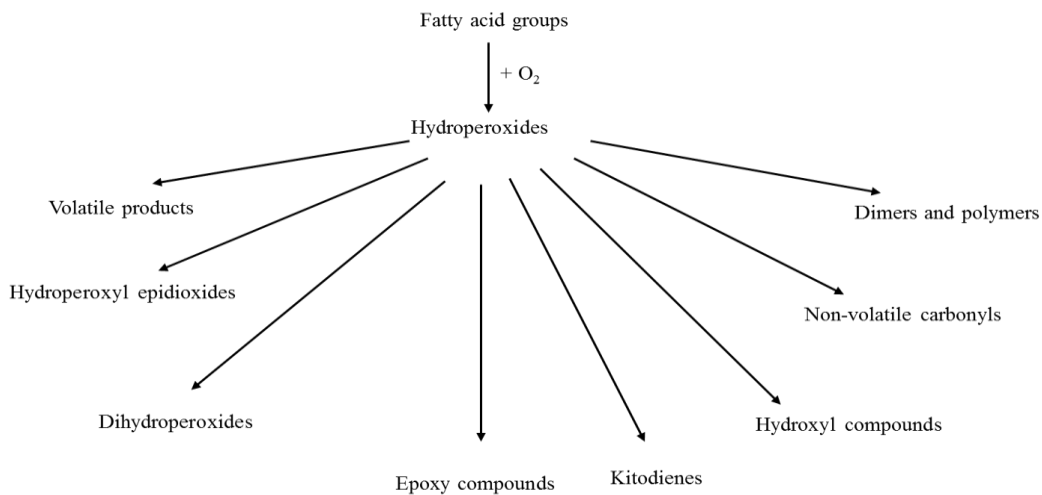 Fatty acid groups
+ O₂
Hydroperoxides
Volatile products
Dimers and polymers
Hydroperoxyl epidioxides
Non-volatile carbonyls
Dihydroperoxides
Hydroxyl compounds
Epoxy compounds
Kitodienes